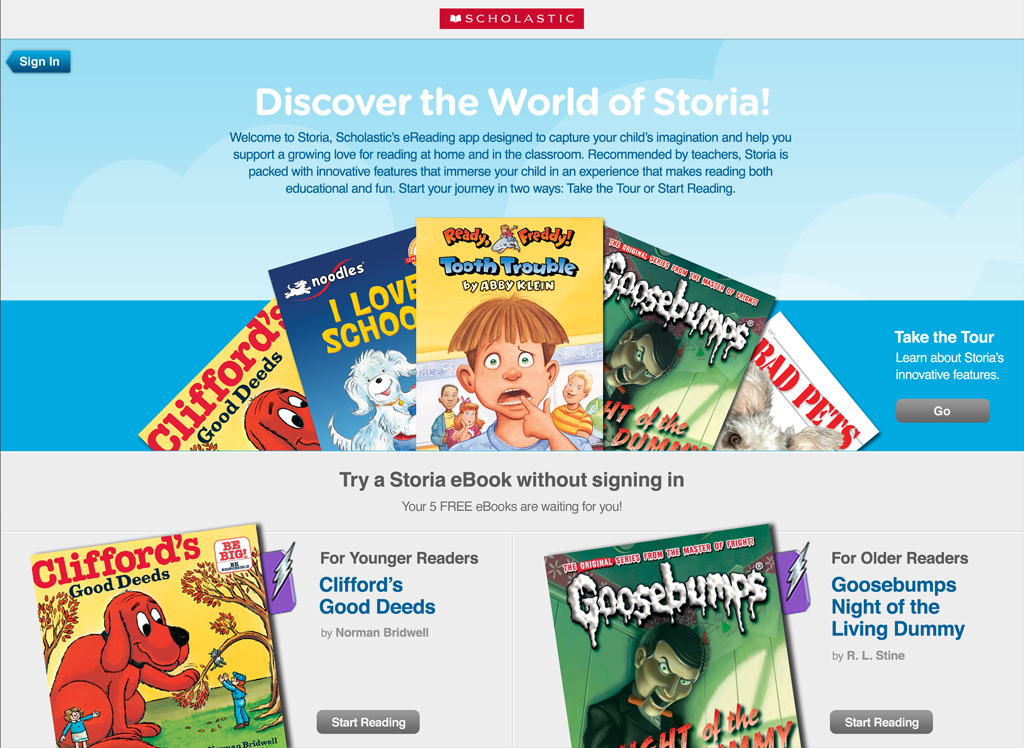 SCHOLASTIC
Sign In
Discover the World of Storia!
Welcome to Storia, Scholastic's eReading app designed to capture your child's imagination and help you
support a growing love for reading at home and in the classroom. Recommended by teachers, Storia is
packed with innovative features that immerse your child in an experience that makes reading both
educational and fun. Start your journey in two ways: Take the Tour or Start Reading.
Clifford's
Good Deeds
noodles
I LOVE
SCHOO
Ready, Freddy!
Tooth Trouble
by ABBY KLEIN
THE ORIGINAL SERIES FROM THE MASTER OF FRIGHT!
Goosebumps®
HT of the
DUMM
BAD PETS
Take the Tour
Learn about Storia's
innovative features.
Go
Try a Storia eBook without signing in
Your 5 FREE eBooks are waiting for you!
Clifford's
Good Deeds
BE
BIG!
BE
RESPONSIBLE
Norman Bridwell
For Younger Readers
Clifford's
Good Deeds
by Norman Bridwell
Start Reading
THE ORIGINAL SERIES FROM THE MASTER OF FRIGHT!
Goosebumps®
GHT of the
UMMY
For Older Readers
Goosebumps
Night of the
Living Dummy
by R. L. Stine
Start Reading